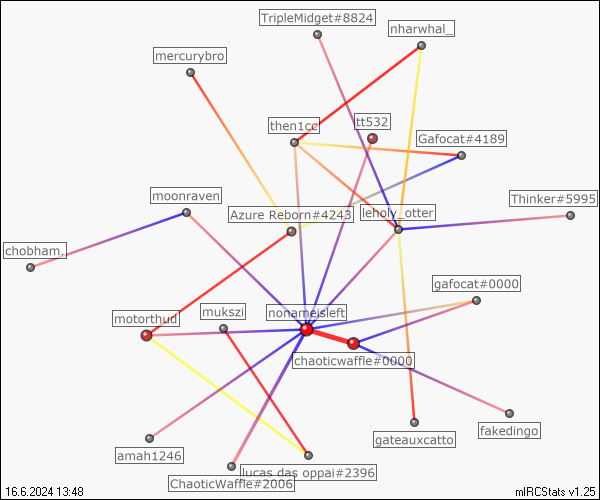 TripleMidget#8824
nharwhal_
mercurybro
then1cc
tt532
Gafocat#4189
moonraven
Azure Reborn#4243
leholy_otter
Thinker#5995
chobham.
gafocat#0000
motorthud
mukszi
nonameisleft
chaoticwaffle#0000
amah1246
ChaoticWaffle#2006
lucas das oppai#2396
gateauxcatto
fakedingo
16.6.2024 13:48
mIRCStats v1.25